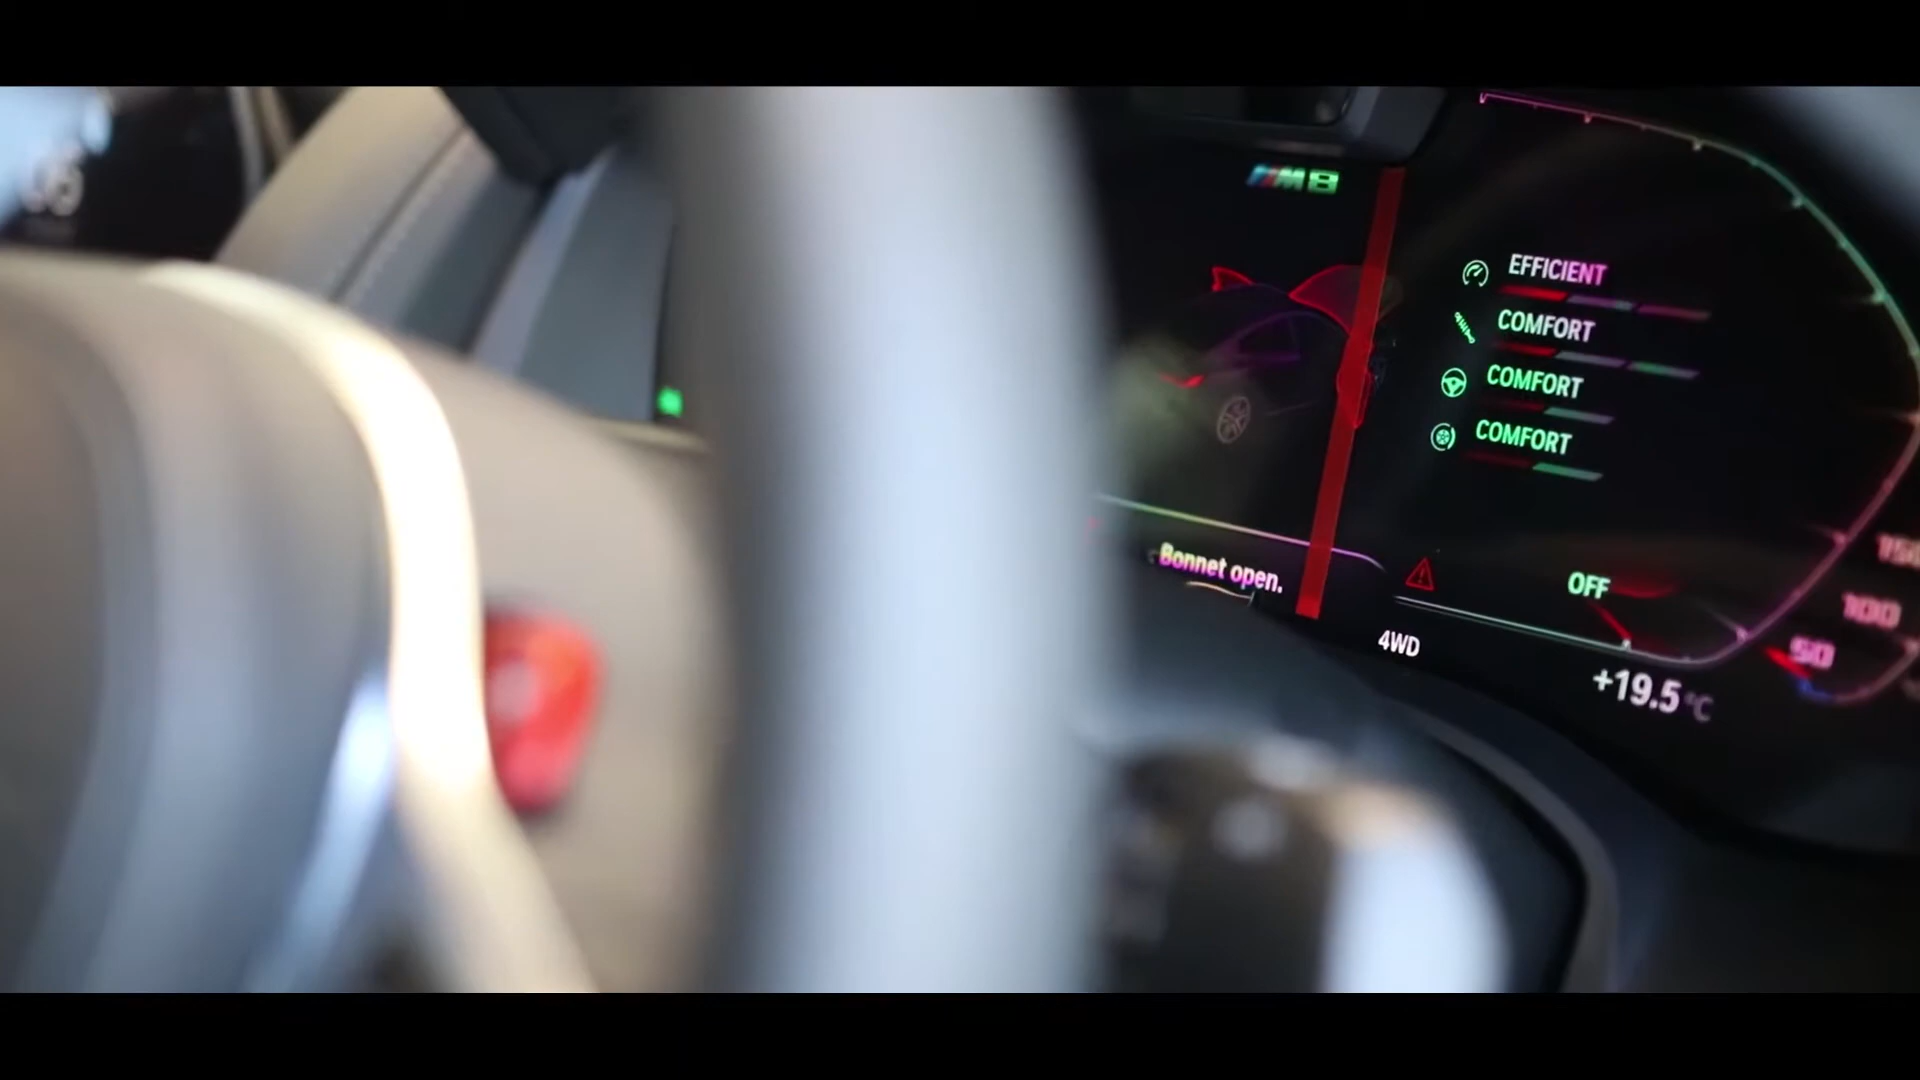 M8
EFFICIENT
COMFORT
COMFORT
COMFORT
Bonnet open.
OFF
4WD
+19.5 °C
150
100
50